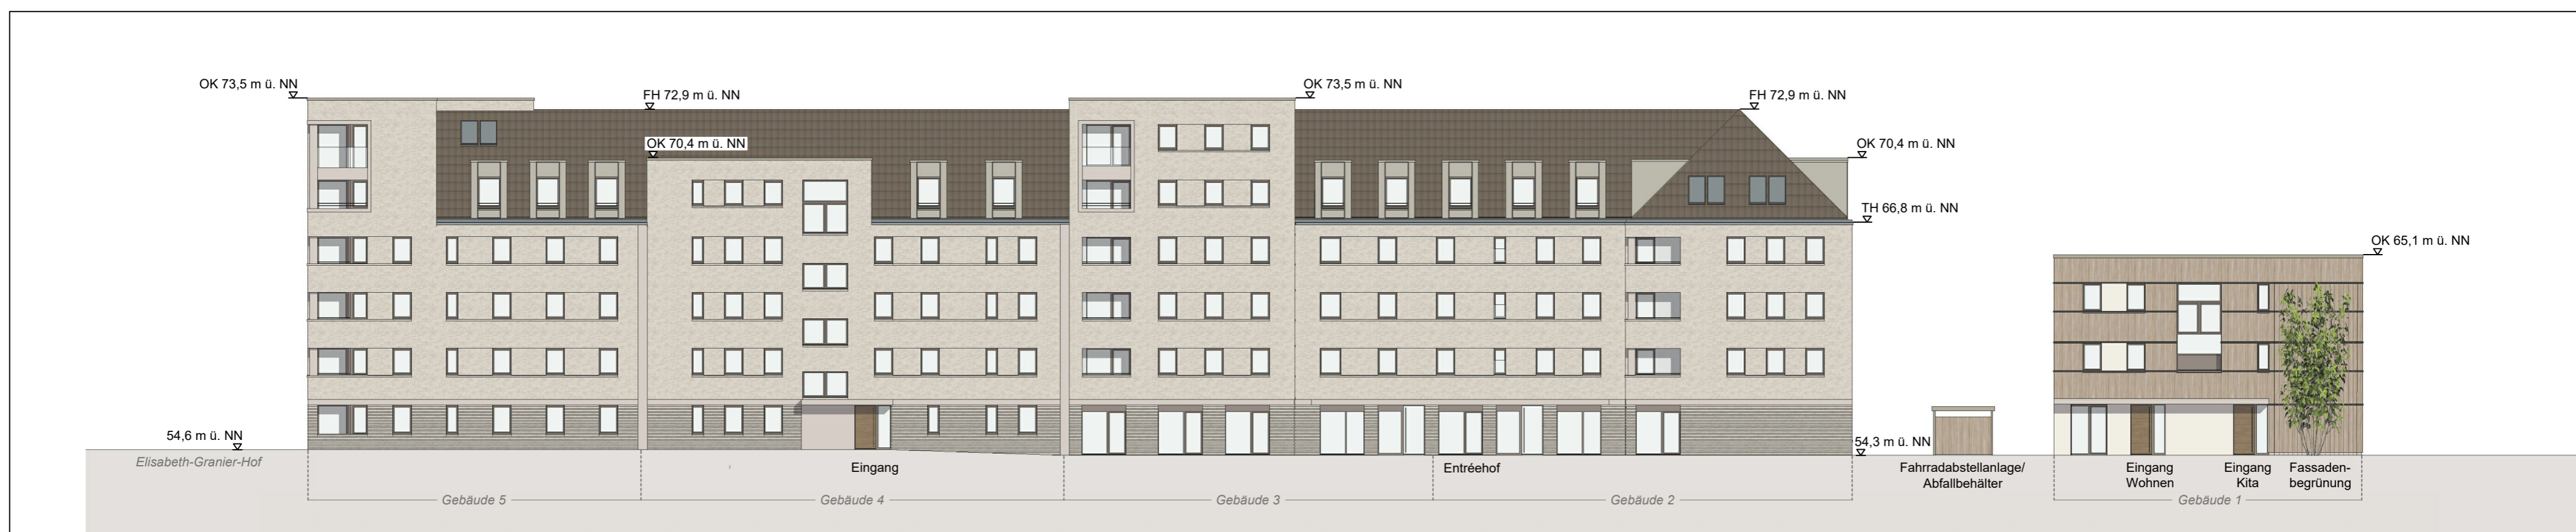 OK 73,5 m ü. NN
FH 72,9 m ü. NN
OK 70,4 m ü. NN
OK 73,5 m ü. NN
FH 72,9 m ü. NN
OK 70,4 m ü. NN
TH 66,8 m ü. NN
OK 65,1 m ü. NN
54,6 m ü. NN
Elisabeth-Granier-Hof
54,3 m ü. NN
Eingang
Entréehof
Fahrradabstellanlage/
Abfallbehälter
Eingang
Wohnen
Eingang
Kita
Fassaden-
begrünung
Gebäude 5
Gebäude 4
Gebäude 3
Gebäude 2
Gebäude 1